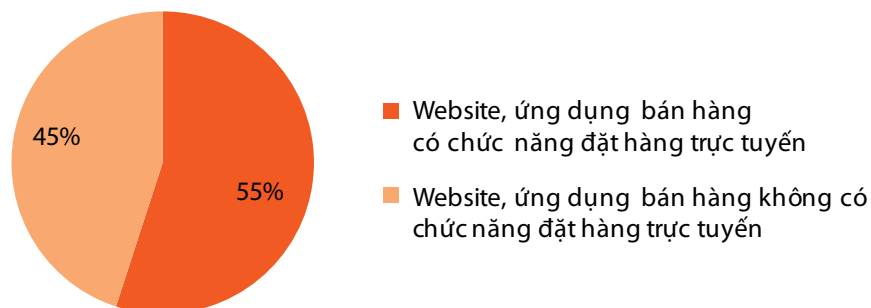 45%
55%
Website, ứng dụng bán hàng
có chức năng đặt hàng trực tuyến
Website, ứng dụng bán hàng không có
chức năng đặt hàng trực tuyến